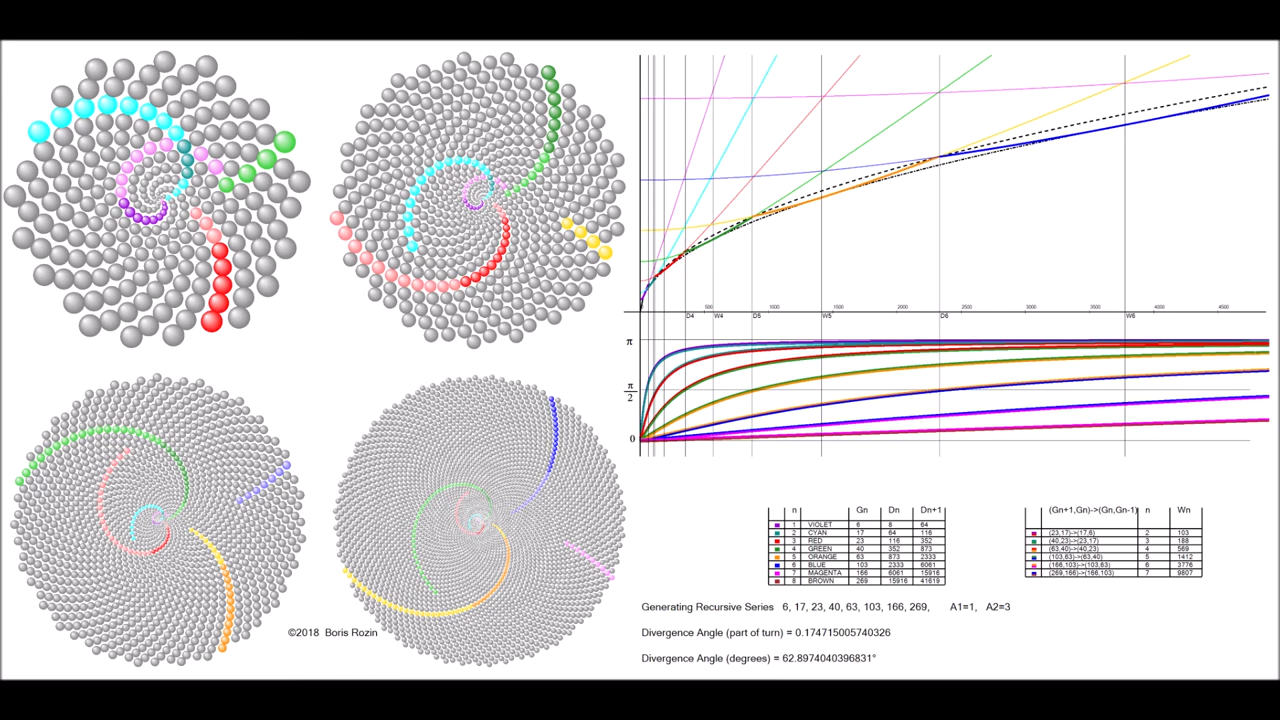 500 1000 1500 2000 2500 3000 3500 4000 4500
D4 W4 D5 W5 D6 W6
π
π
2
0
n Gn Dn Dn+1
1 VIOLET 6 8 64
2 CYAN 17 64 116
3 RED 23 116 352
4 GREEN 40 352 873
5 ORANGE 63 873 2333
6 BLUE 103 2333 6061
7 MAGENTA 166 6061 15916
8 BROWN 269 15916 41619
(Gn+1,Gn)->(Gn,Gn-1) n Wn
(23,17)->(17,6) 2 103
(40,23)->(23,17) 3 188
(63,40)->(40,23) 4 569
(103,63)->(63,40) 5 1412
(166,103)->(103,63) 6 3776
(269,166)->(166,103) 7 9807
Generating Recursive Series 6, 17, 23, 40, 63, 103, 166, 269, A1=1, A2=3
©2018 Boris Rozin
Divergence Angle (part of turn) = 0.174715005740326
Divergence Angle (degrees) = 62.8974040396831°